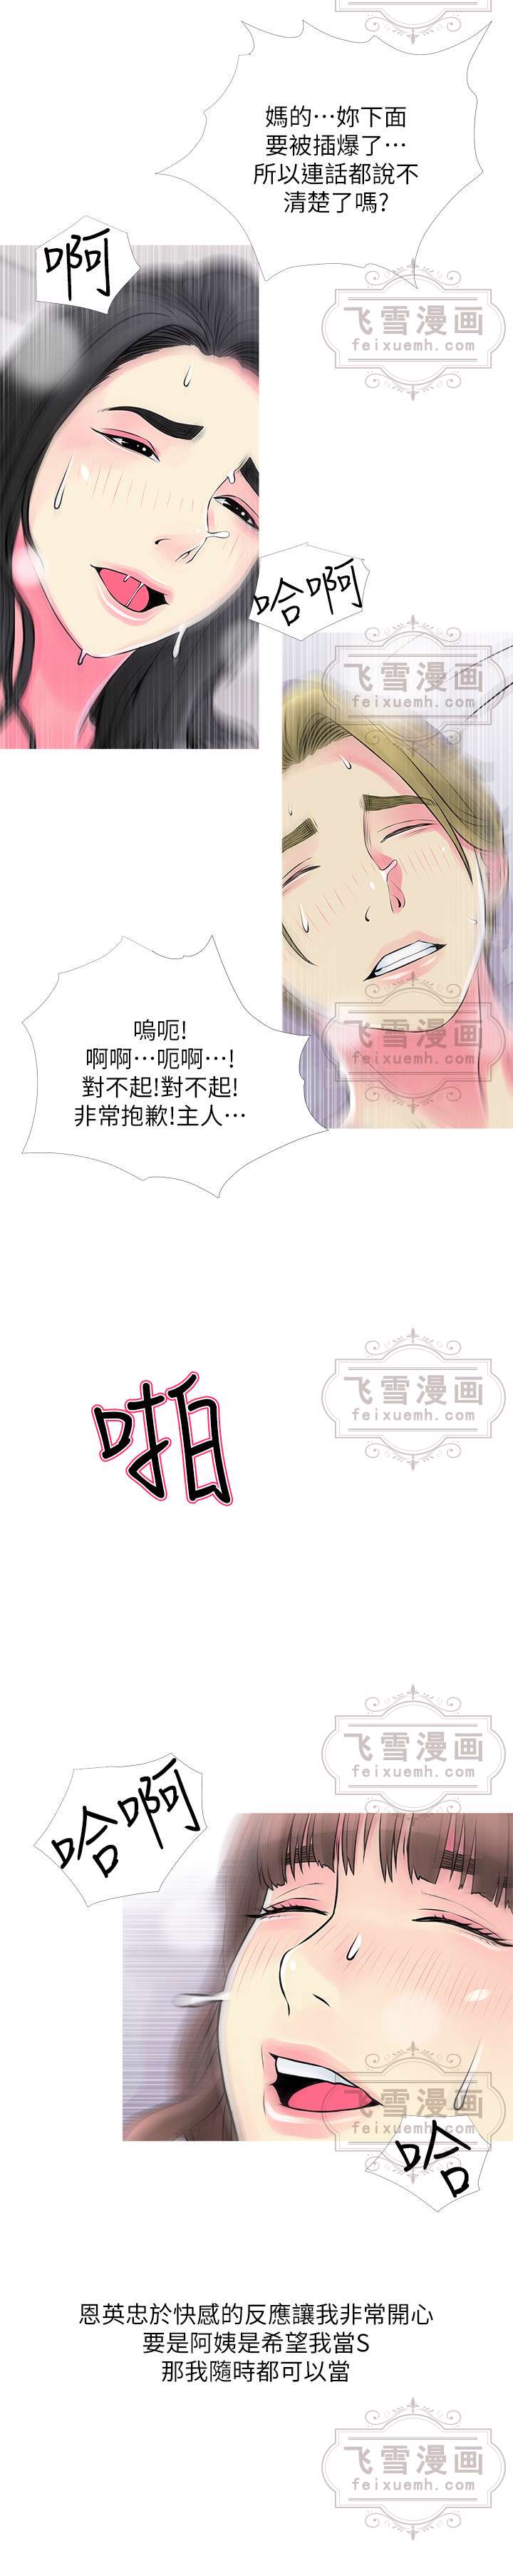 媽的…妳下面
要被插爆了…
所以連話都說不
清楚了嗎?
啊
飞雪漫画
feixuemh.com
哈啊
飞雪漫画
feixuemh.com
飞雪漫画
feixuemh.com
嗚呃!
啊啊…呃啊…!
對不起!對不起!
非常抱歉!主人…
飞雪漫画
feixuemh.com
啪
飞雪漫画
feixuemh.com
哈啊
飞雪漫画
feixuemh.com
哈
恩英忠於快感的反應讓我非常開心
要是阿姨是希望我當S
那我隨時都可以當
飞雪漫画
feixuemh.com